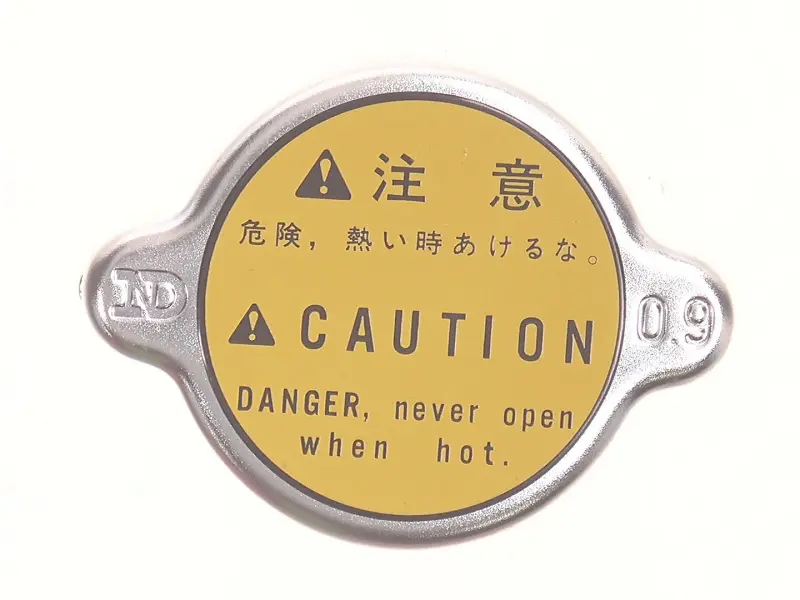 注意
危険，熱い時あけるな。
CAUTION
DANGER, never open
when hot.
ND
0.9